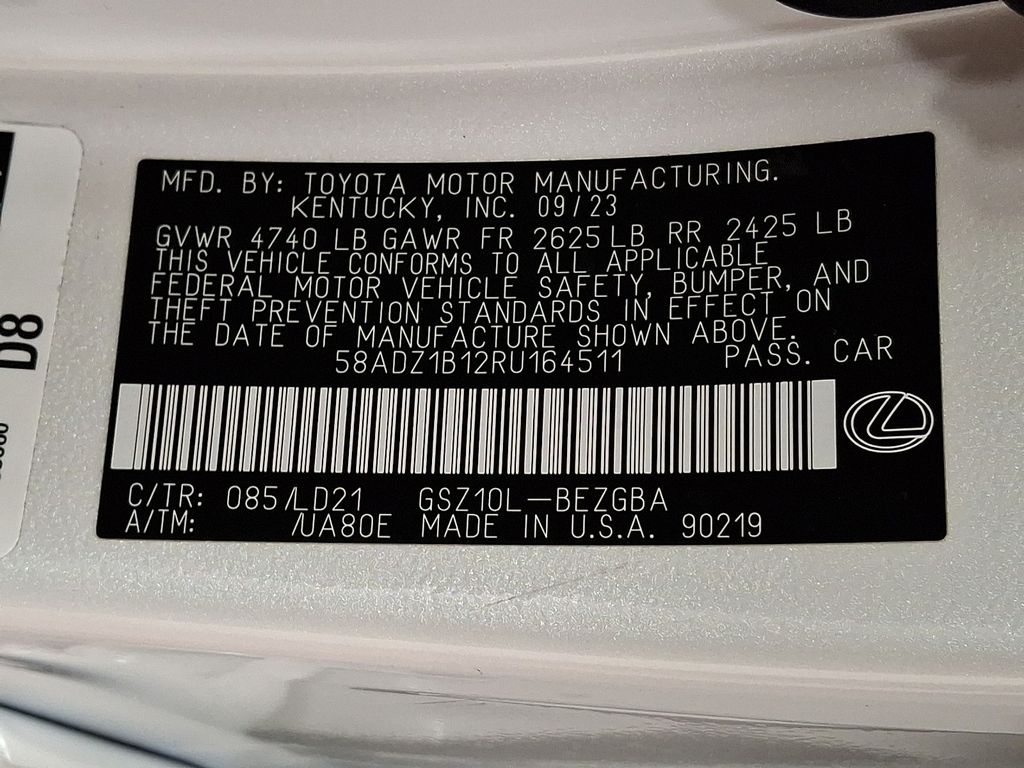 MFD. BY: TOYOTA MOTOR MANUFACTURING.
KENTUCKY, INC. 09/23
GVWR 4740 LB GAWR FR 2625 LB RR 2425 LB
THIS VEHICLE CONFORMS TO ALL APPLICABLE
FEDERAL MOTOR VEHICLE SAFETY, BUMPER, AND
THEFT PREVENTION STANDARDS IN EFFECT ON
THE DATE OF MANUFACTURE SHOWN ABOVE.
58ADZ1B12RU164511 PASS. CAR
C/TR: 085/LD21 GSZ10L-BEZGBA
A/TM: /UA80E MADE IN U.S.A. 90219
D8